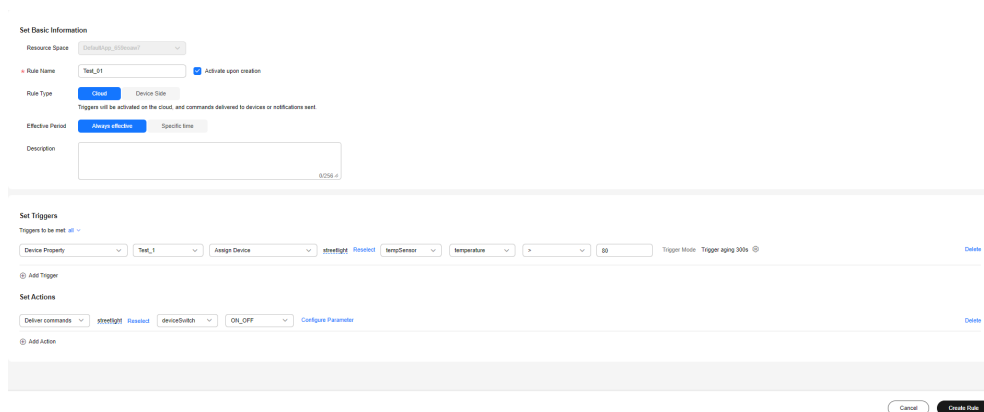 Set Basic Information
Resource Space
* Rule Name Test_01 Activate upon creation
Rule Type Cloud Device Side
Triggers will be activated on the cloud, and commands delivered to devices or notifications sent.
Effective Period Always effective Specific time
Description
0/256
Set Triggers
Triggers to be met: all
Device Property Test_1 Assign Device streetlight Reselect tempSensor temperature > 80 Trigger Mode Trigger aging 300s Delete
Add Trigger
Set Actions
Deliver commands streetlight Reselect deviceSwitch ON_OFF Configure Parameter Delete
Add Action
Cancel Create Rule